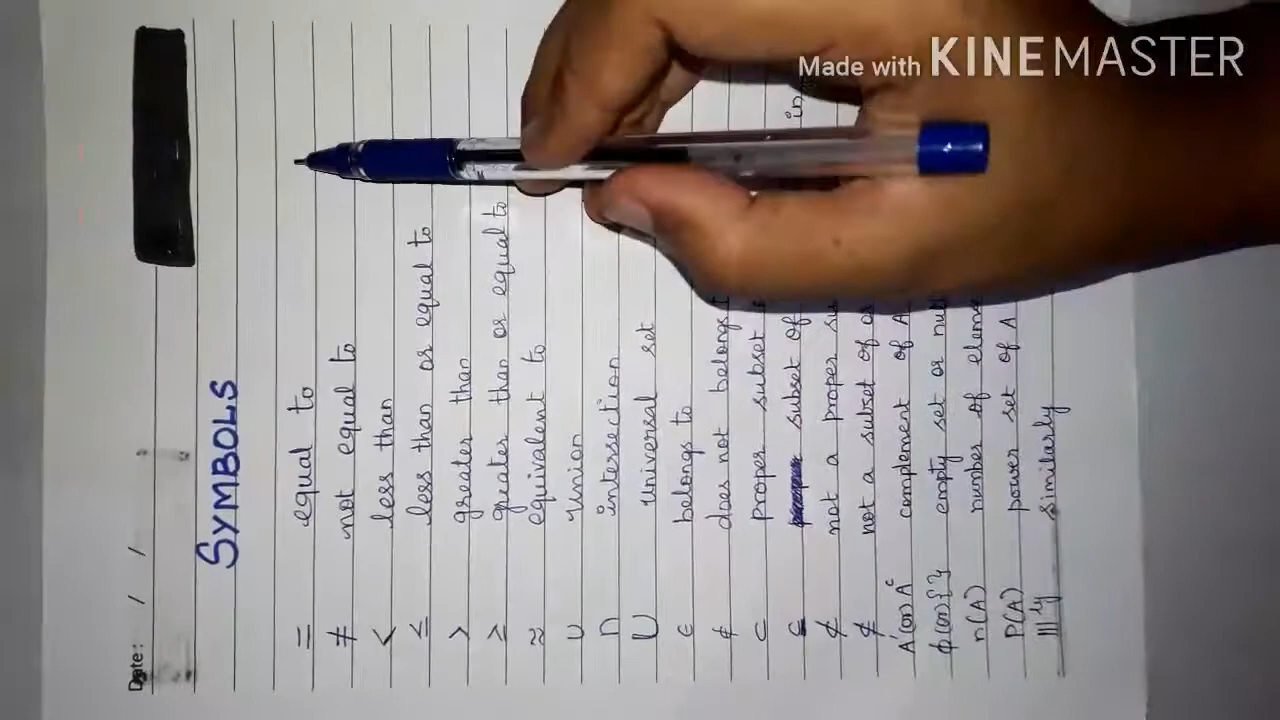 Made with KINEMASTER
Date: / /
SYMBOLS
= equal to
≠ not equal to
< less than
≤ less than or equal to
> greater than
≥ greater than or equal to
≈ equivalent to
∪ union
∩ intersection
U Universal set
∈ belongs to
∉ does not belongs
⊂ proper subset
⊆ subset of
⊄ not a proper
⊈ not a subset of or
A'(or) Aᶜ complement of A
ϕ (or) { } empty set or
n(A) number of
P(A) power set of A
|||ly similarly